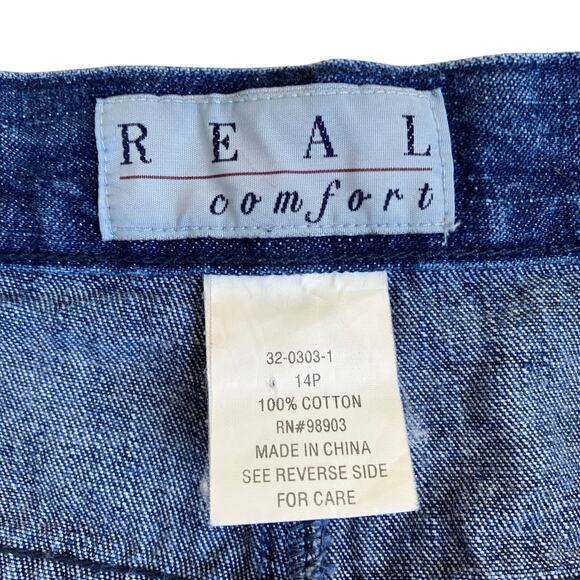 REAL
comfort
32-0303-1
14P
100% COTTON
RN#98903
MADE IN CHINA
SEE REVERSE SIDE
FOR CARE